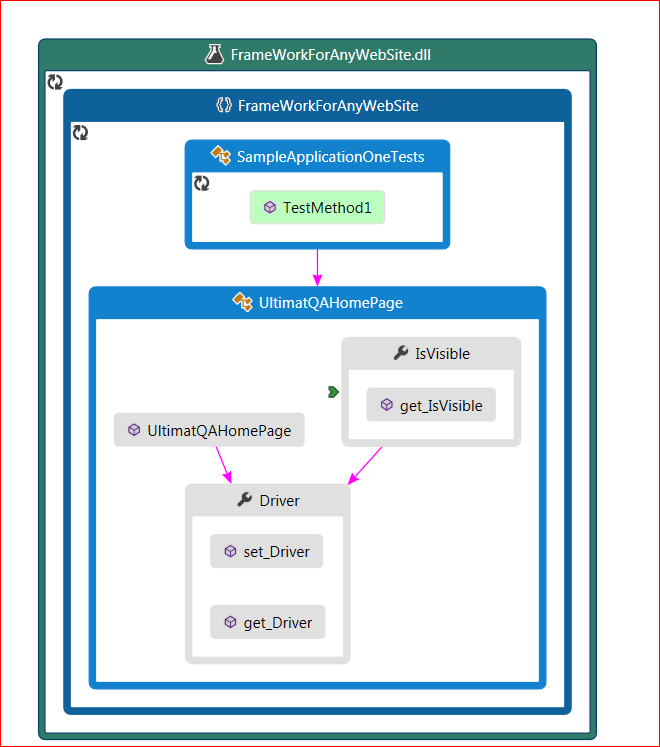 FrameWorkForAnyWebSite.dll
FrameWorkForAnyWebSite
SampleApplicationOneTests
TestMethod1
UltimatQAHomePage
IsVisible
get_IsVisible
UltimatQAHomePage
Driver
set_Driver
get_Driver